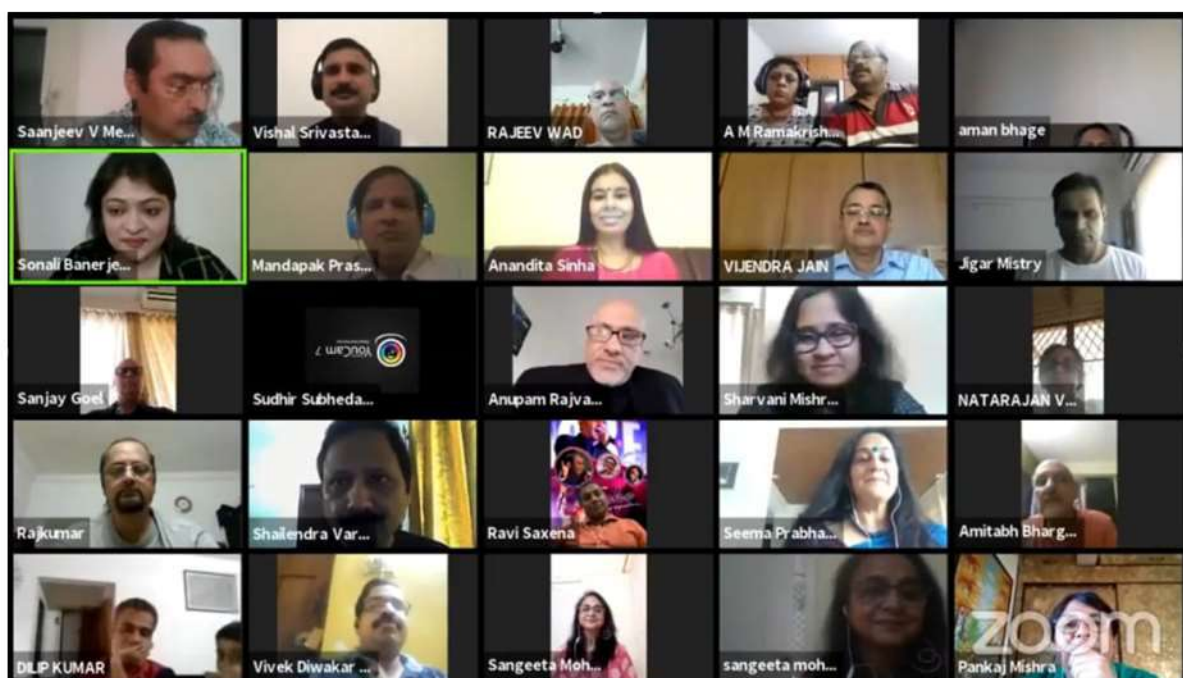 Saanjeev V Me...
Vishal Srivasta...
RAJEEV WAD
A M Ramakrish...
aman bhage
Sonali Banerje...
Mandapak Pras...
Anandita Sinha
VIJENDRA JAIN
Jigar Mistry
Sanjay Goel
YouCam 7
Sudhir Subheda...
Anupam Rajva...
Sharvani Mishr...
NATARAJAN V...
Rajkumar
Shailendra Var...
Ravi Saxena
Seema Prabha...
Amitabh Bharg...
DILIP KUMAR
Vivek Diwakar ...
Sangeeta Moh...
sangeeta moh...
zoom
Pankaj Mishra